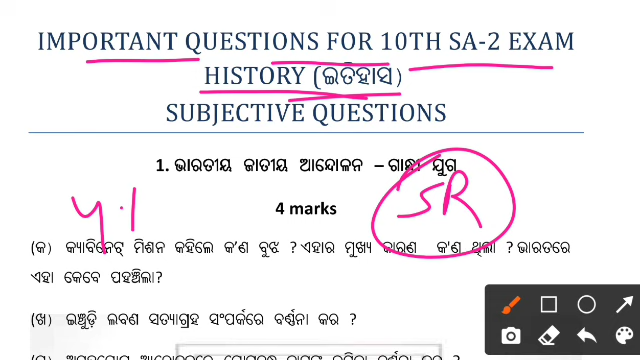 IMPORTANT QUESTIONS FOR 10TH SA-2 EXAM
HISTORY (ଇତିହାସ)
SUBJECTIVE QUESTIONS
1. ଭାରତୀୟ ଜାତୀୟ ଆନ୍ଦୋଳନ – ଗାନ୍ଧୀ ଯୁଗ
4 marks
(କ) କ୍ୟାବିନେଟ୍ ମିଶନ କହିଲେ କ'ଣ ବୁଝ ? ଏହାର ମୁଖ୍ୟ କାରଣ କ'ଣ ଥିଲା ? ଭାରତରେ
ଏହା କେବେ ପହଞ୍ଚିଲା?
(ଖ) ଇଞ୍ଚୁଡ଼ି ଲବଣ ସତ୍ୟାଗ୍ରହ ସଂପର୍କରେ ବର୍ଣ୍ଣନା କର ?